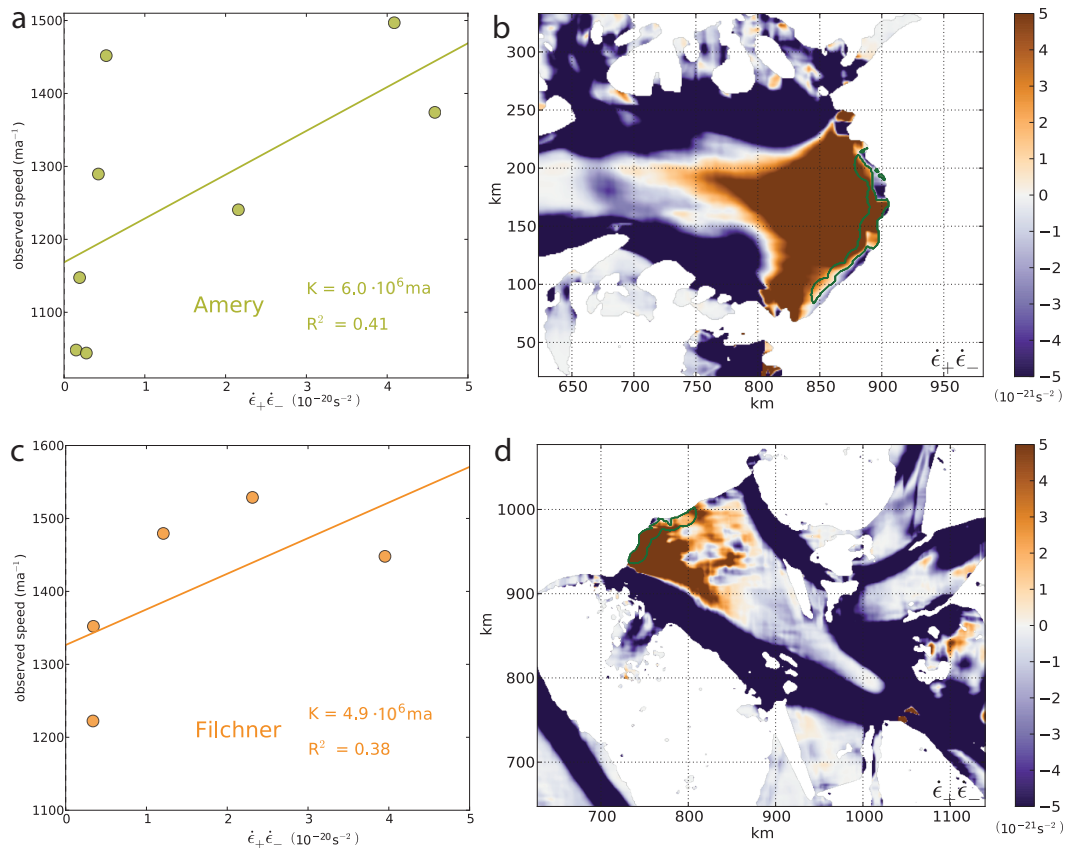 a
1500
1400
1300
1200
1100
observed speed (ma⁻¹)
0 1 2 3 4 5
ϵ̇₊ϵ̇₋ (10⁻²⁰s⁻²)
Amery
K = 6.0 ·10⁶ma
R² = 0.41
b
300
250
200
150
100
50
km
650 700 750 800 850 900 950
km
ϵ̇₊ϵ̇₋
5
4
3
2
1
0
−1
−2
−3
−4
−5
(10⁻²¹s⁻²)
c
1600
1500
1400
1300
1200
1100
observed speed (ma⁻¹)
0 1 2 3 4 5
ϵ̇₊ϵ̇₋ (10⁻²⁰s⁻²)
Filchner
K = 4.9 ·10⁶ma
R² = 0.38
d
1000
900
800
700
km
700 800 900 1000 1100
km
ϵ̇₊ϵ̇₋
5
4
3
2
1
0
−1
−2
−3
−4
−5
(10⁻²¹s⁻²)